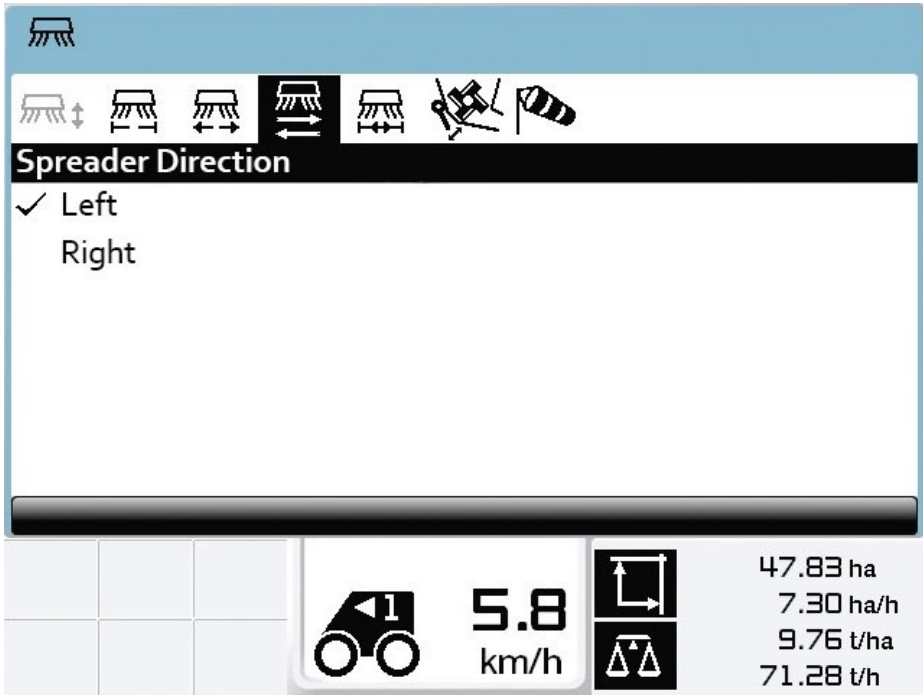 Spreader Direction
✓ Left
Right
1
5.8
km/h
47.83 ha
7.30 ha/h
9.76 t/ha
71.28 t/h